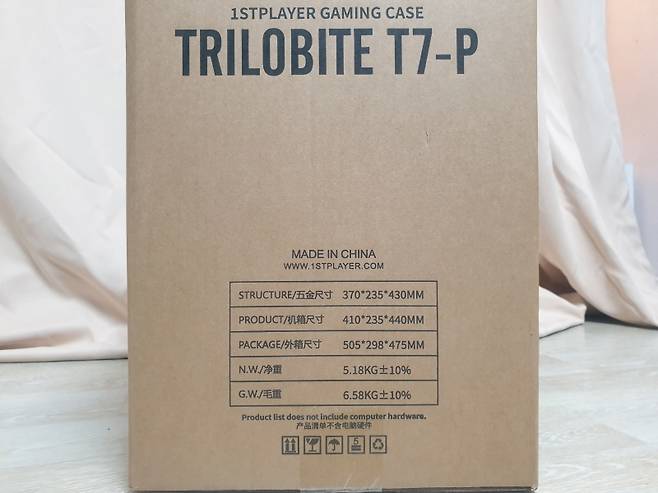 1STPLAYER GAMING CASE
TRILOBITE T7-P
MADE IN CHINA
WWW.1STPLAYER.COM
STRUCTURE/五金尺寸 370*235*430MM
PRODUCT/机箱尺寸 410*235*440MM
PACKAGE/外箱尺寸 505*298*475MM
N.W./净重 5.18KG±10%
G.W./毛重 6.58KG±10%
Product list does not include computer hardware.
产品清单不含电脑硬件
5